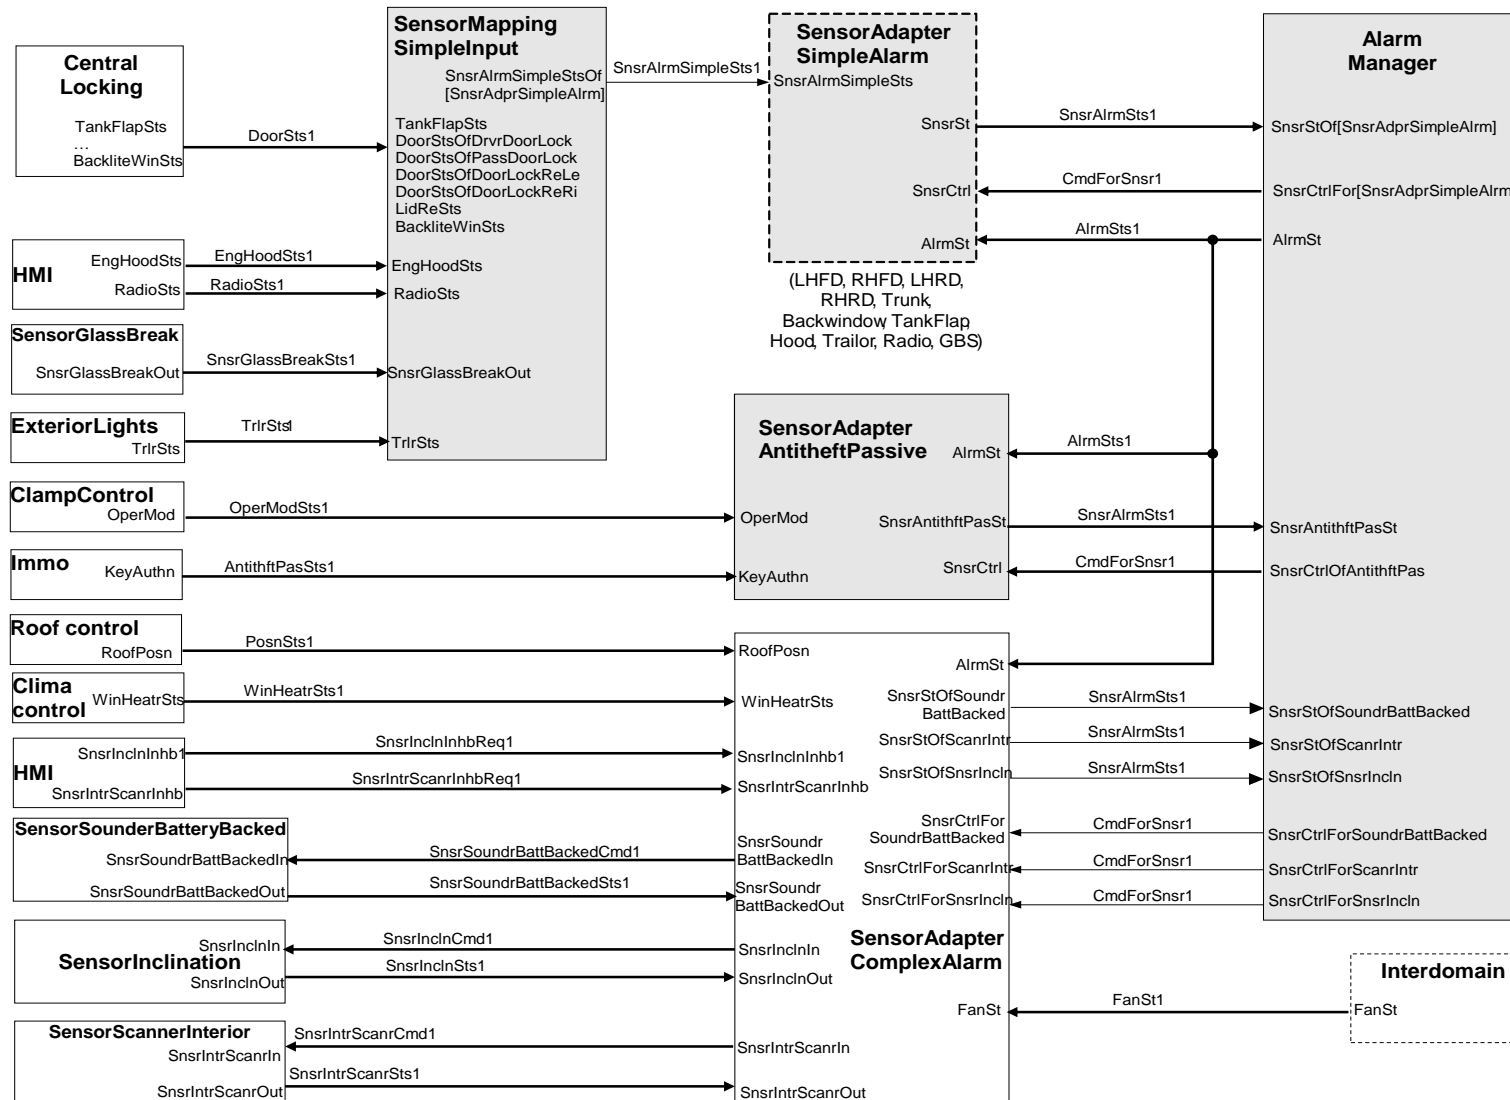 Central
Locking
TankFlapSts
...
BackliteWinSts
DoorSts1
HMI
EngHoodSts
RadioSts
EngHoodSts1
RadioSts1
SensorGlassBreak
SnsrGlassBreakOut
SnsrGlassBreakSts1
ExteriorLights
TrlrSts
TrlrSts1
ClampControl
OperMod
OperModSts1
Immo
KeyAuthn
AntithftPasSts1
Roof control
RoofPosn
PosnSts1
Clima
control
WinHeatrSts
WinHeatrSts1
HMI
SnsrInclnInhb1
SnsrIntrScanrInhb
SnsrInclnInhbReq1
SnsrIntrScanrInhbReq1
SensorSounderBatteryBacked
SnsrSoundrBattBackedIn
SnsrSoundrBattBackedOut
SnsrSoundrBattBackedCmd1
SnsrSoundrBattBackedSts1
SensorInclination
SnsrInclnIn
SnsrInclnOut
SnsrInclnCmd1
SnsrInclnSts1
SensorScannerInterior
SnsrIntrScanrIn
SnsrIntrScanrOut
SnsrIntrScanrCmd1
SnsrIntrScanrSts1
SensorMapping
SimpleInput
SnsrAlrmSimpleStsOf
[SnsrAdprSimpleAlrm]
TankFlapSts
DoorStsOfDrvrDoorLock
DoorStsOfPassDoorLock
DoorStsOfDoorLockReLe
DoorStsOfDoorLockReRi
LidReSts
BackliteWinSts
EngHoodSts
RadioSts
SnsrGlassBreakOut
TrlrSts
SnsrAlrmSimpleSts1
SensorAdapter
SimpleAlarm
SnsrAlrmSimpleSts
SnsrSt
SnsrCtrl
AlrmSt
(LHFD, RHFD, LHRD,
RHRD, Trunk,
Backwindow, TankFlap,
Hood, Trailor, Radio, GBS)
SnsrAlrmSts1
CmdForSnsr1
AlrmSts1
SensorAdapter
AntitheftPassive
AlrmSt
OperMod
SnsrAntithftPasSt
SnsrCtrl
KeyAuthn
AlrmSts1
SnsrAlrmSts1
CmdForSnsr1
RoofPosn
AlrmSt
WinHeatrSts
SnsrStOfSoundr
BattBacked
SnsrStOfScanrIntr
SnsrInclnInhb1
SnsrStOfSnsrIncln
SnsrIntrScanrInhb
SnsrCtrlFor
SoundrBattBacked
SnsrSoundr
BattBackedIn
SnsrCtrlForScanrIntr
SnsrSoundr
BattBackedOut
SnsrCtrlForSnsrIncln
SensorAdapter
ComplexAlarm
SnsrInclnIn
SnsrInclnOut
FanSt
SnsrIntrScanrIn
SnsrIntrScanrOut
SnsrAlrmSts1
SnsrAlrmSts1
SnsrAlrmSts1
CmdForSnsr1
CmdForSnsr1
CmdForSnsr1
FanSt1
Alarm
Manager
SnsrStOf[SnsrAdprSimpleAlrm]
SnsrCtrlFor[SnsrAdprSimpleAlrm
AlrmSt
SnsrAntithftPasSt
SnsrCtrlOfAntithftPas
SnsrStOfSoundrBattBacked
SnsrStOfScanrIntr
SnsrStOfSnsrIncln
SnsrCtrlForSoundrBattBacked
SnsrCtrlForScanrIntr
SnsrCtrlForSnsrIncln
Interdomain
FanSt